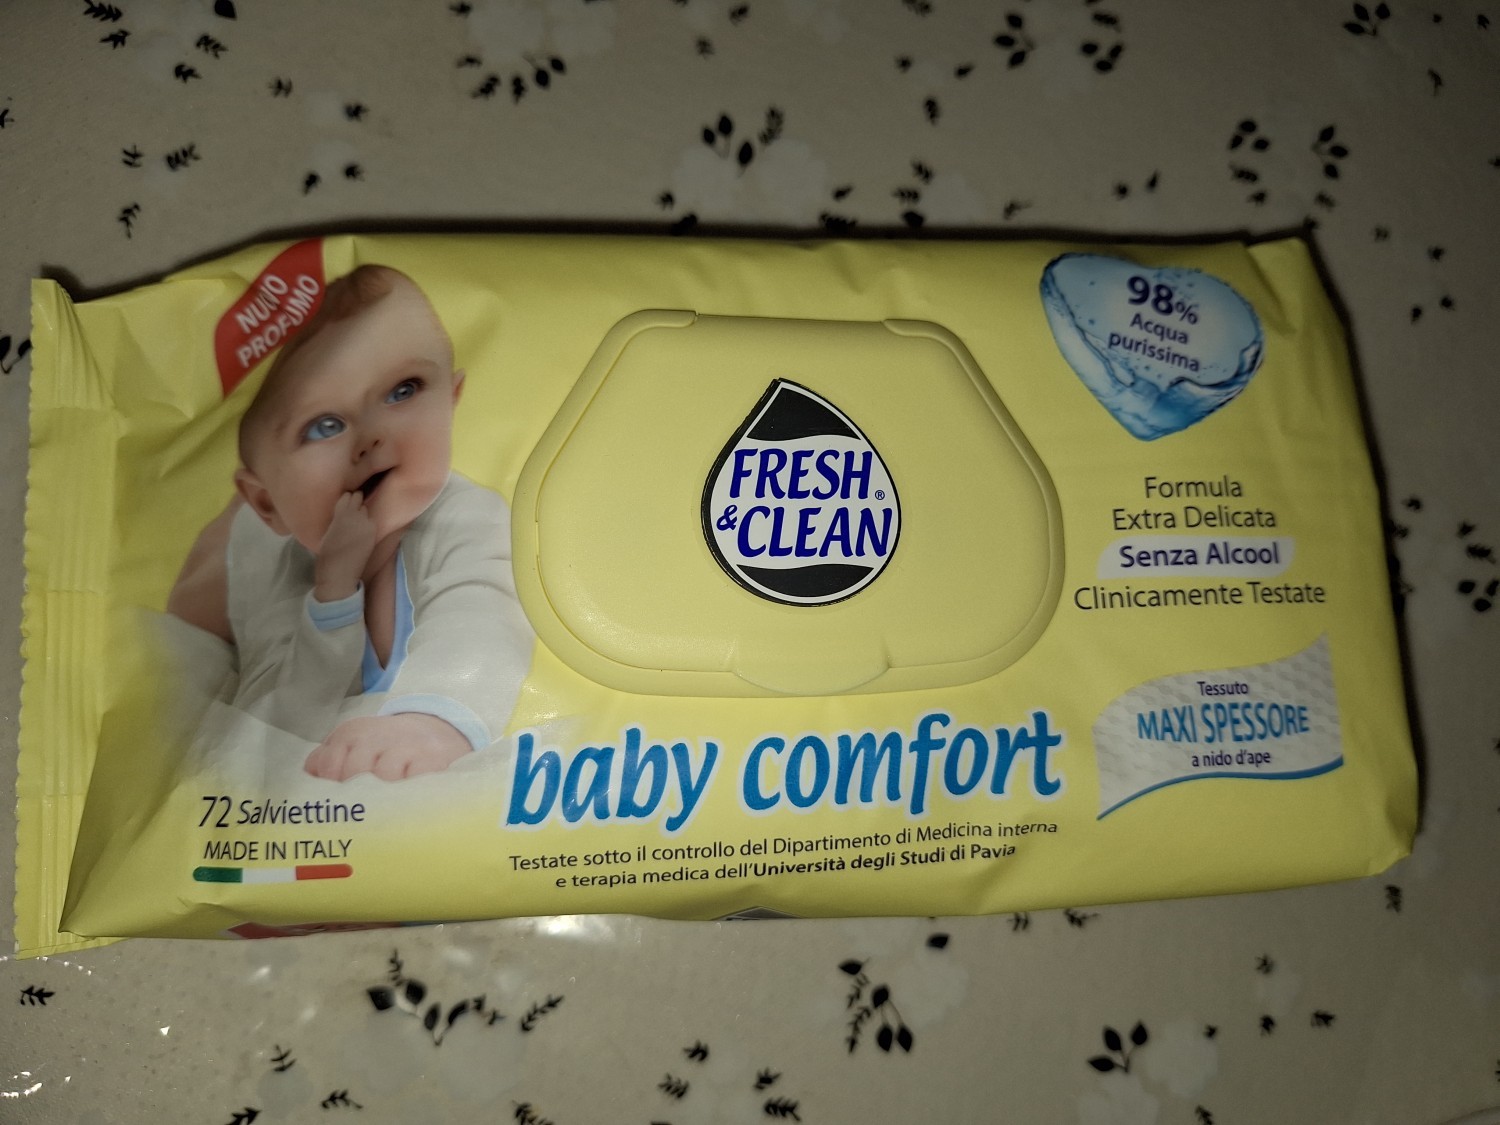 NUOVO
PROFUMO
98%
Acqua
purissima
FRESH
& CLEAN®
Formula
Extra Delicata
Senza Alcool
Clinicamente Testate
Tessuto
MAXI SPESSORE
a nido d'ape
baby comfort
72 Salviettine
MADE IN ITALY
Testate sotto il controllo del Dipartimento di Medicina interna
e terapia medica dell'Università degli Studi di Pavia